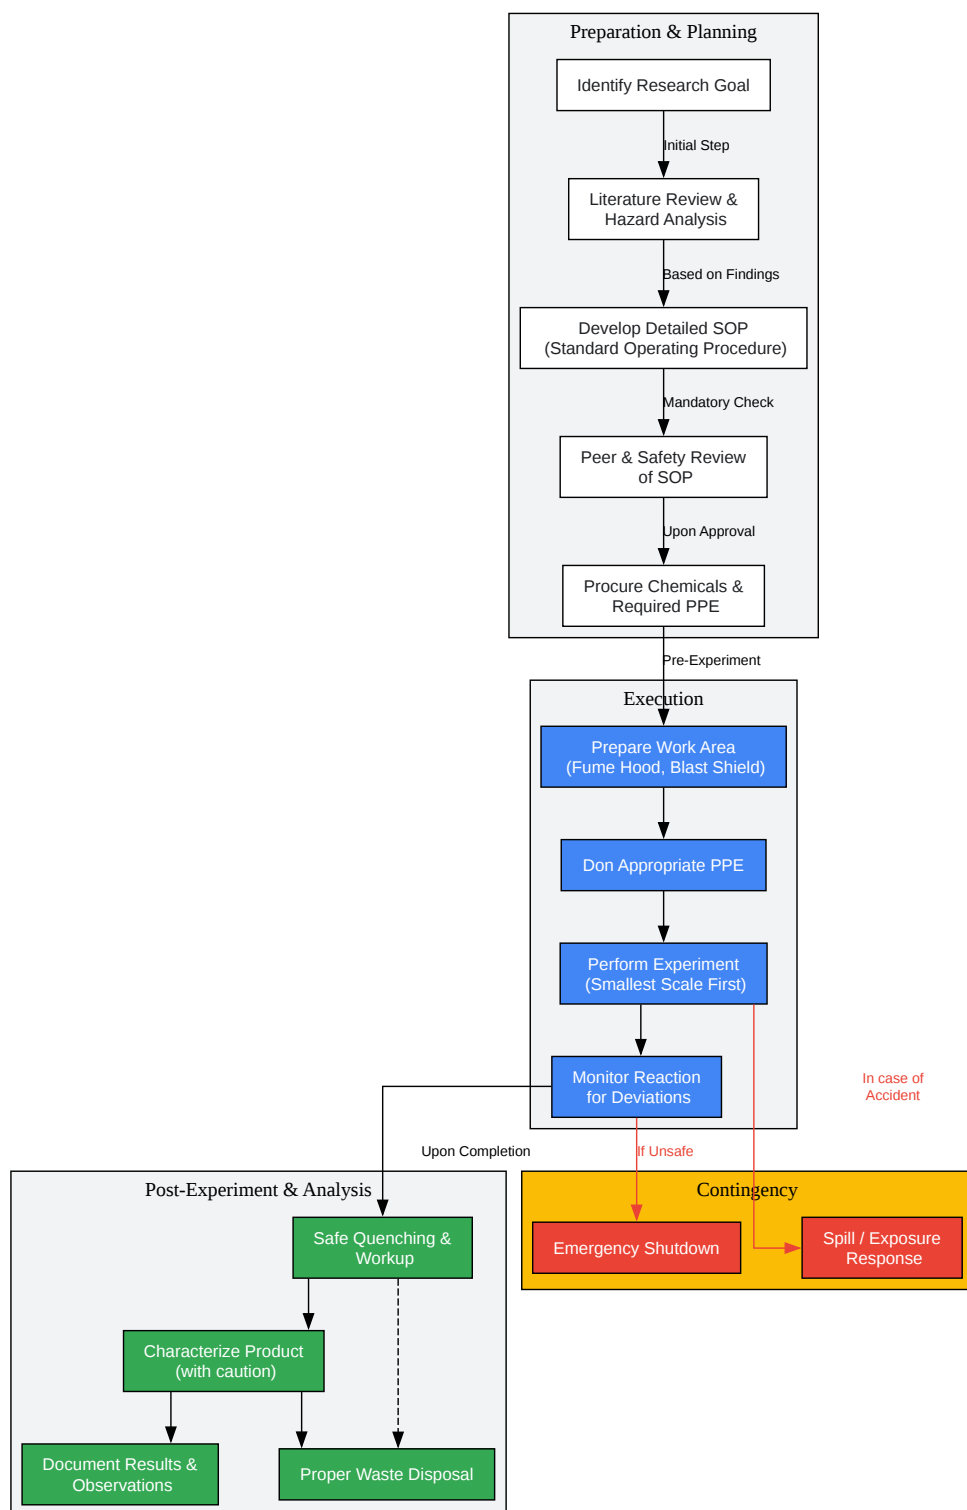 Preparation & Planning
Identify Research Goal
Initial Step
Literature Review &
Hazard Analysis
Based on Findings
Develop Detailed SOP
(Standard Operating Procedure)
Mandatory Check
Peer & Safety Review
of SOP
Upon Approval
Procure Chemicals &
Required PPE
Pre-Experiment
Execution
Prepare Work Area
(Fume Hood, Blast Shield)
Don Appropriate PPE
Perform Experiment
(Smallest Scale First)
Monitor Reaction
for Deviations
In case of
Accident
Upon Completion
If Unsafe
Post-Experiment & Analysis
Safe Quenching &
Workup
Characterize Product
(with caution)
Document Results &
Observations
Proper Waste Disposal
Contingency
Emergency Shutdown
Spill / Exposure
Response